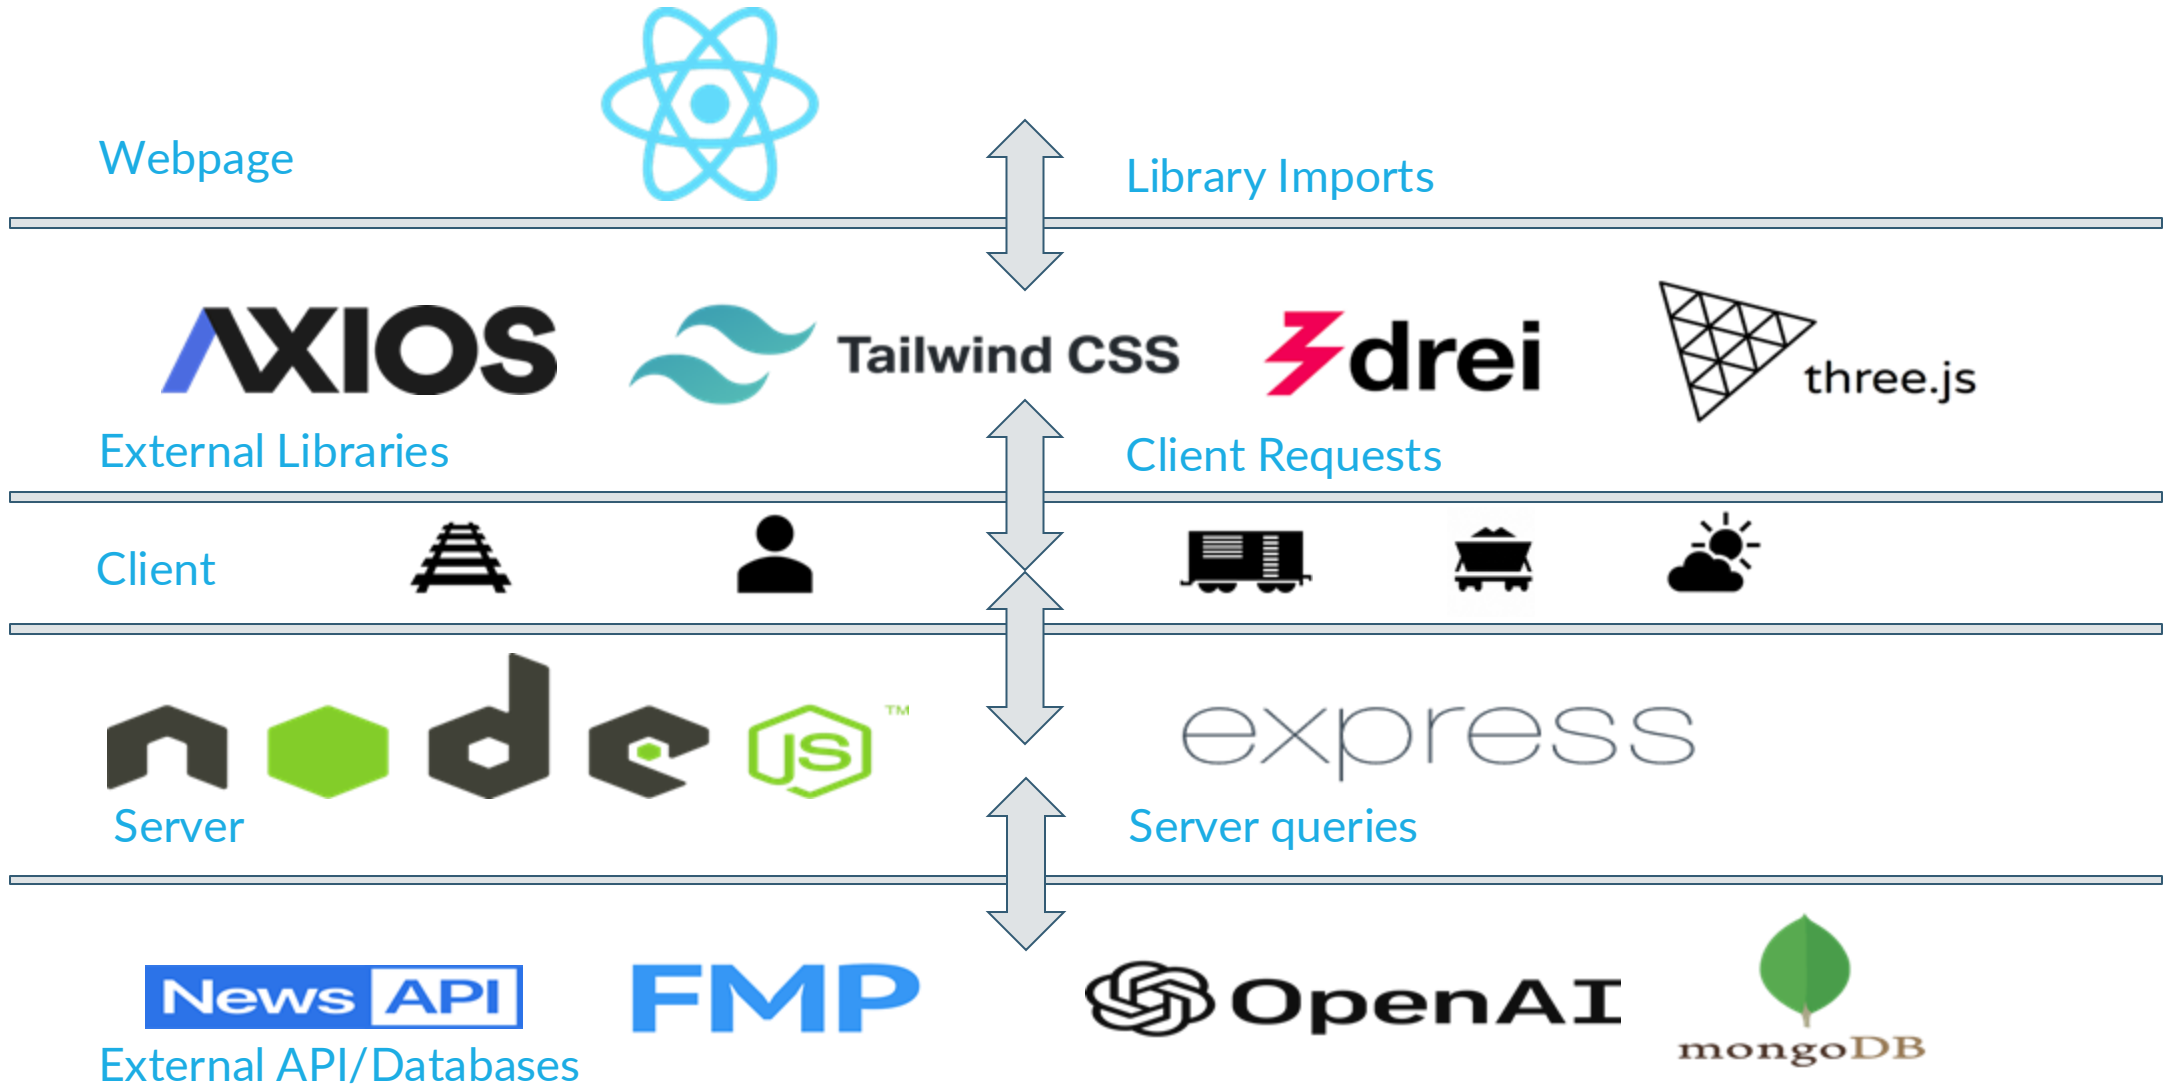 Webpage
Library Imports
AXIOS
Tailwind CSS
drei
three.js
External Libraries
Client Requests
Client
node
JS
™
express
Server
Server queries
News API
FMP
OpenAI
mongoDB
External API/Databases